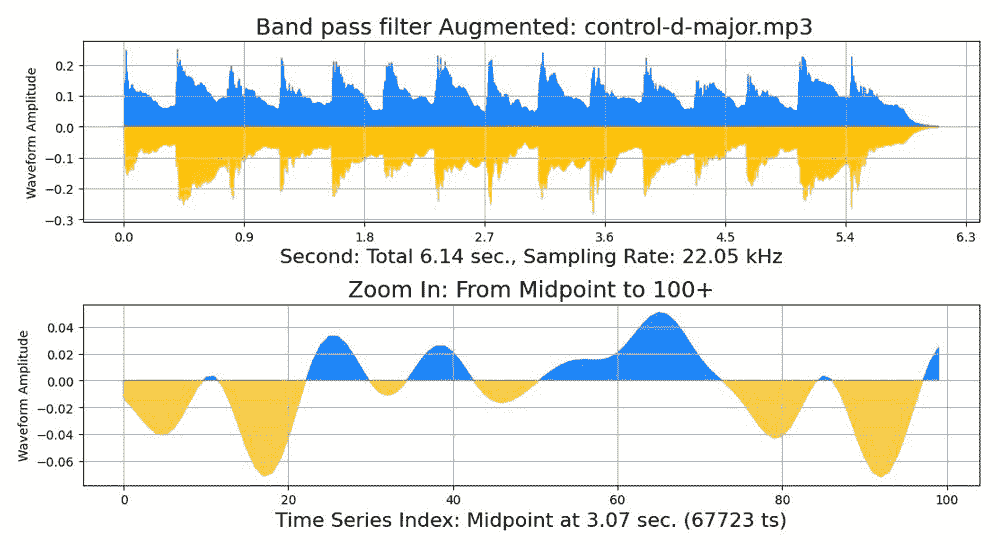 Band pass filter Augmented: control-d-major.mp3
Waveform Amplitude
0.2
0.1
0.0
−0.1
−0.2
−0.3
0.0 0.9 1.8 2.7 3.6 4.5 5.4 6.3
Second: Total 6.14 sec., Sampling Rate: 22.05 kHz
Zoom In: From Midpoint to 100+
Waveform Amplitude
0.04
0.02
0.00
−0.02
−0.04
−0.06
0 20 40 60 80 100
Time Series Index: Midpoint at 3.07 sec. (67723 ts)